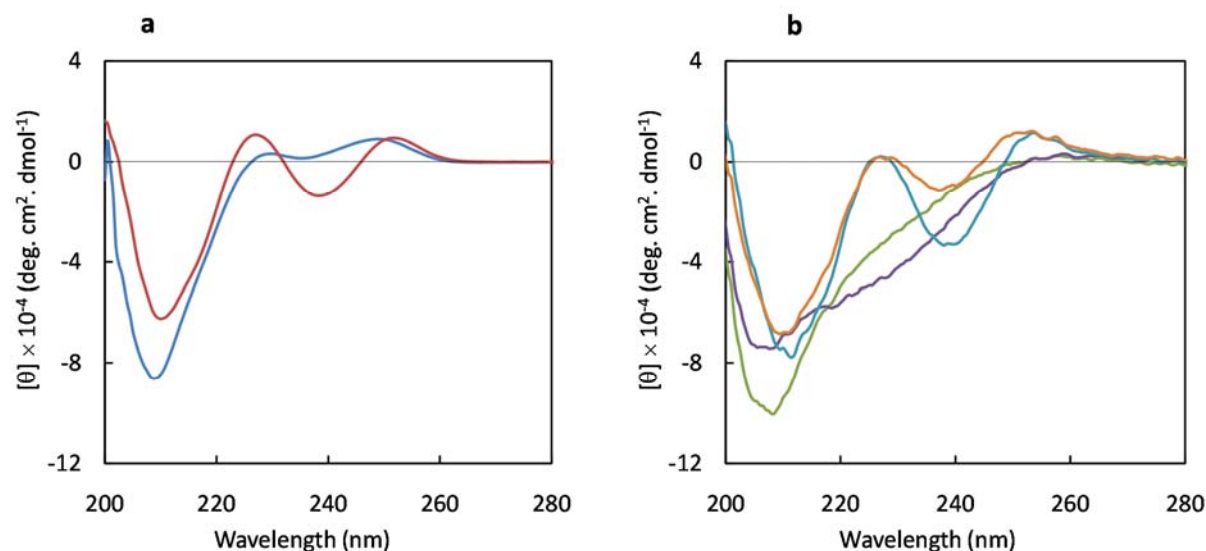 a
4
0
-4
-8
-12
[θ] × 10⁻⁴ (deg. cm². dmol⁻¹)
200 220 240 260 280
Wavelength (nm)
b
4
0
-4
-8
-12
[θ] × 10⁻⁴ (deg. cm². dmol⁻¹)
200 220 240 260 280
Wavelength (nm)